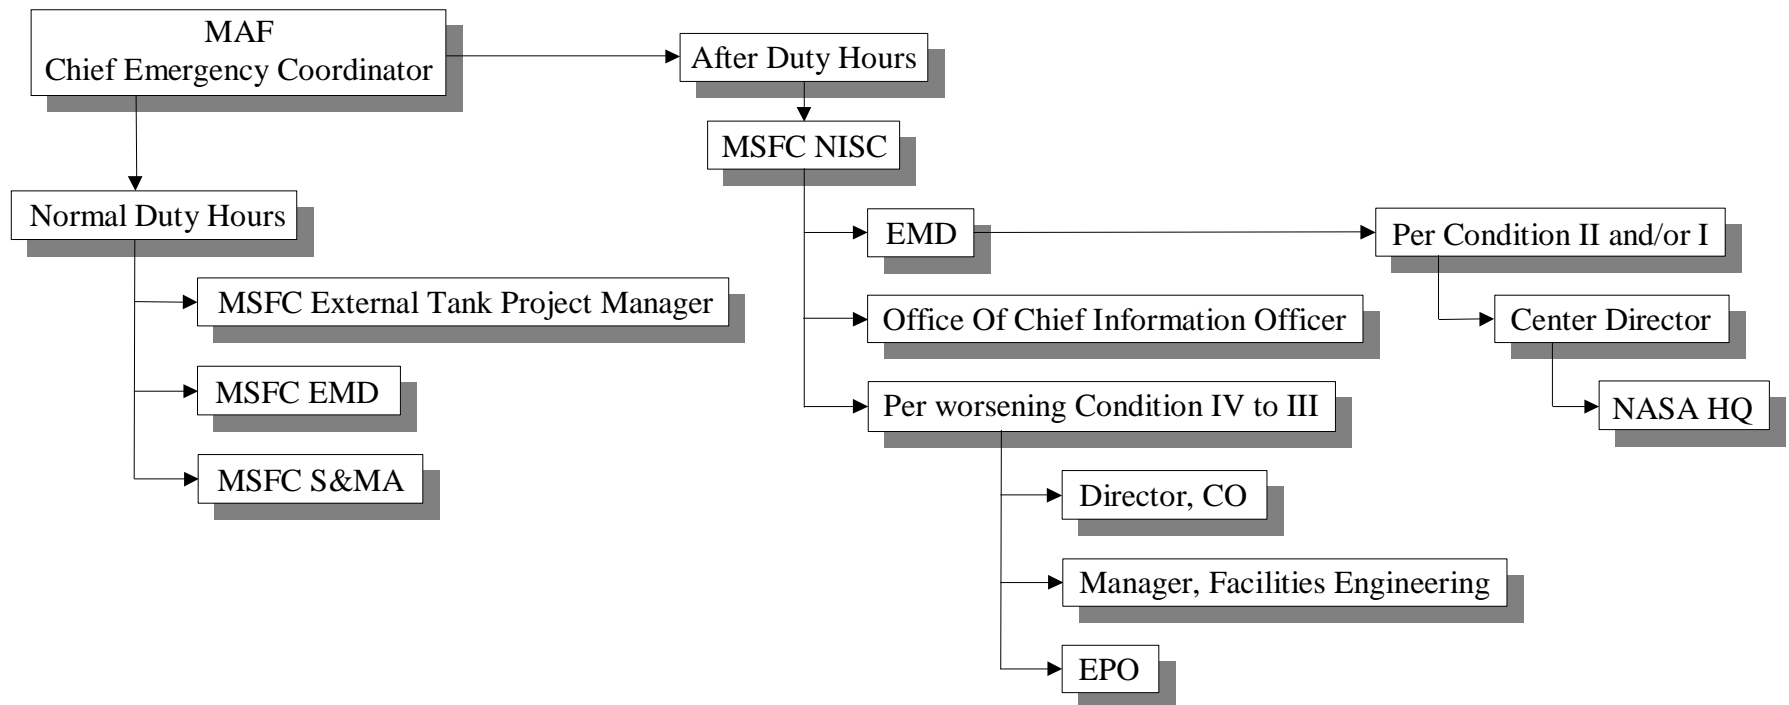 MAF
Chief Emergency Coordinator
After Duty Hours
MSFC NISC
Normal Duty Hours
EMD
Per Condition II and/or I
MSFC External Tank Project Manager
Office Of Chief Information Officer
Center Director
MSFC EMD
Per worsening Condition IV to III
NASA HQ
MSFC S&MA
Director, CO
Manager, Facilities Engineering
EPO